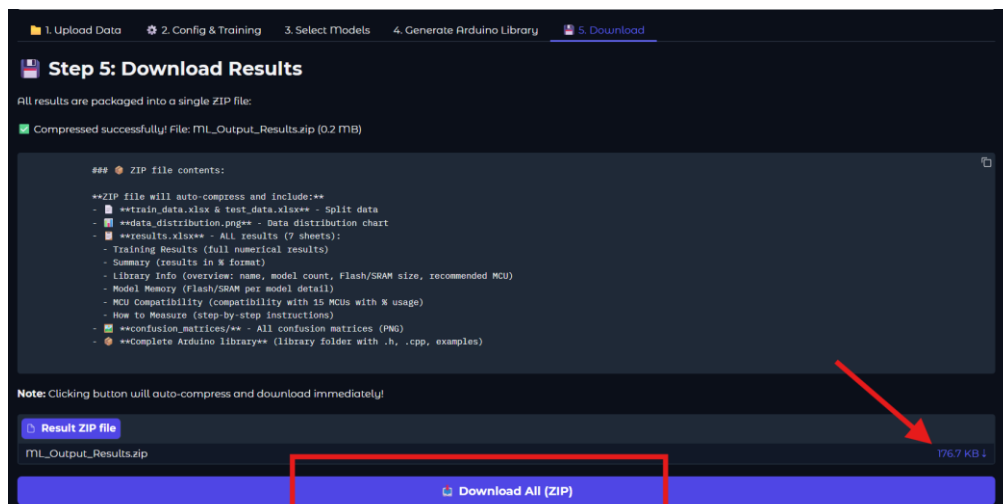 1. Upload Data 2. Config & Training 3. Select Models 4. Generate Arduino Library 5. Download
Step 5: Download Results
All results are packaged into a single ZIP file:
Compressed successfully! File: ML_Output_Results.zip (0.2 MB)
### ZIP file contents:
**ZIP file will auto-compress and include:**
- **train_data.xlsx & test_data.xlsx** - Split data
- **data_distribution.png** - Data distribution chart
- **results.xlsx** - ALL results (7 sheets):
- Training Results (full numerical results)
- Summary (results in % format)
- Library Info (overview: name, model count, Flash/SRAM size, recommended MCU)
- Model Memory (Flash/SRAM per model detail)
- MCU Compatibility (compatibility with 15 MCUs with % usage)
- How to Measure (step-by-step instructions)
- **confusion_matrices/** - All confusion matrices (PNG)
- **Complete Arduino library** (library folder with .h, .cpp, examples)
Note: Clicking button will auto-compress and download immediately!
Result ZIP file
ML_Output_Results.zip 176.7 KB ↓
Download All (ZIP)